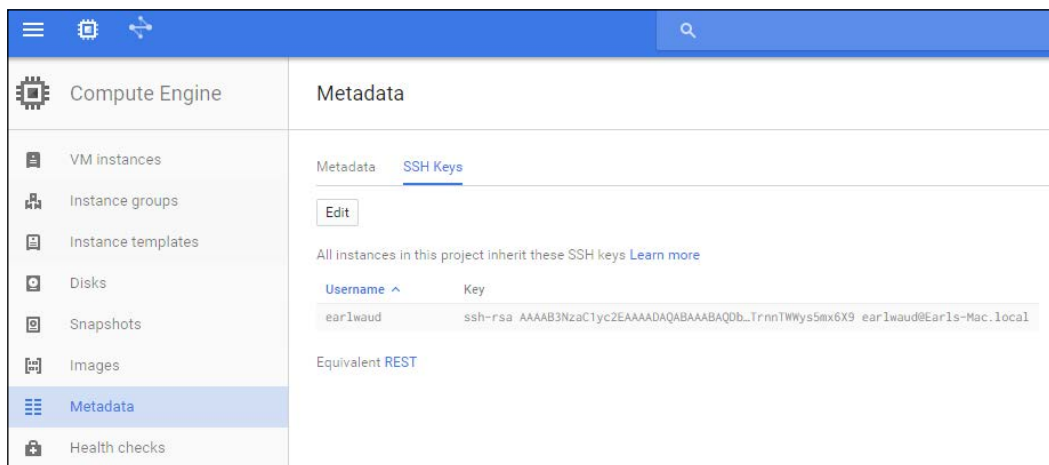 Compute Engine
Metadata
VM instances
Instance groups
Instance templates
Disks
Snapshots
Images
Metadata
Health checks
Metadata SSH Keys
Edit
All instances in this project inherit these SSH keys Learn more
Username Key
earlwaud ssh-rsa AAAAB3NzaC1yc2EAAAADAQABAAABAQDb…TrnnTWWys5mx6X9 earlwaud@Earls-Mac.local
Equivalent REST